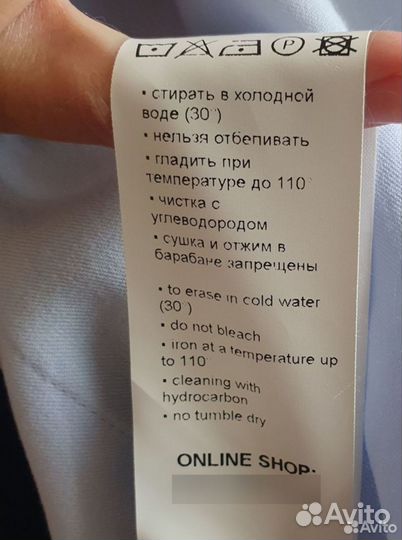 P
• стирать в холодной
воде (30°)
• нельзя отбепивать
• гладить при
температуре до 110°
• чистка с
углеводородом
• сушка и отжим в
барабане запрещены
• to erase in cold water
(30°)
• do not bleach
• iron at a temperature up
to 110°
• cleaning with
hydrocarbon
• no tumble dry
ONLINE SHOP:
Avito
Avito